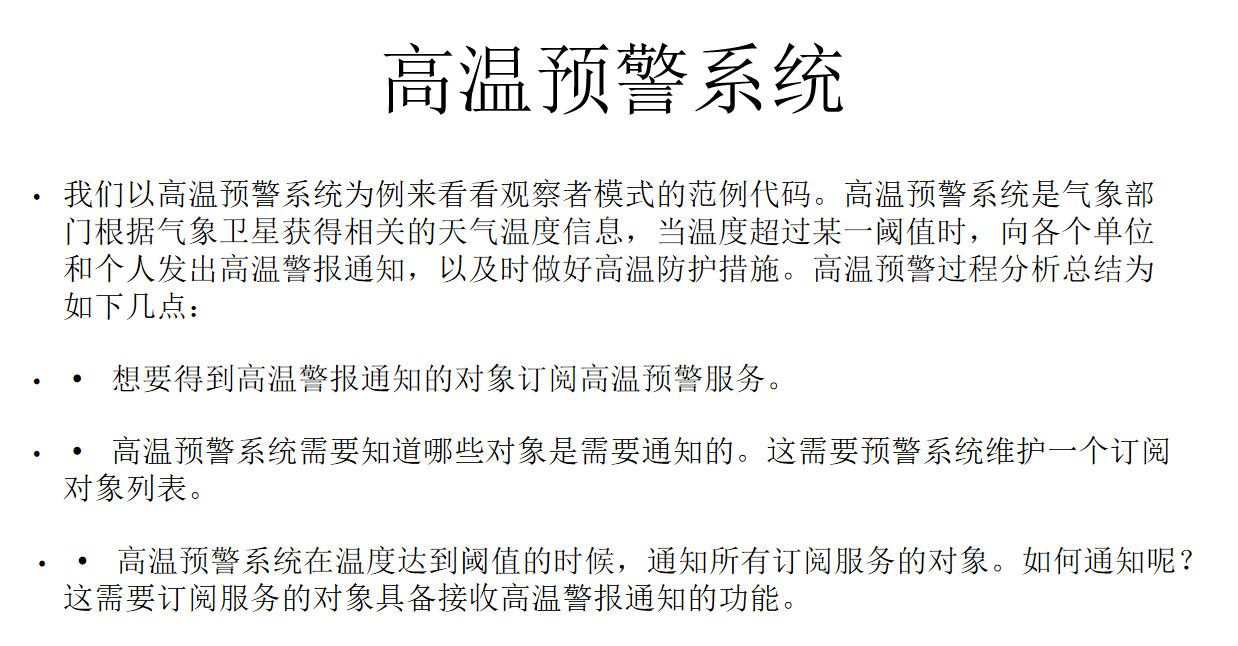 高温预警系统
• 我们以高温预警系统为例来看看观察者模式的范例代码。高温预警系统是气象部
门根据气象卫星获得相关的天气温度信息，当温度超过某一阈值时，向各个单位
和个人发出高温警报通知，以及时做好高温防护措施。高温预警过程分析总结为
如下几点：
• • 想要得到高温警报通知的对象订阅高温预警服务。
• • 高温预警系统需要知道哪些对象是需要通知的。这需要预警系统维护一个订阅
对象列表。
• • 高温预警系统在温度达到阈值的时候，通知所有订阅服务的对象。如何通知呢？
这需要订阅服务的对象具备接收高温警报通知的功能。